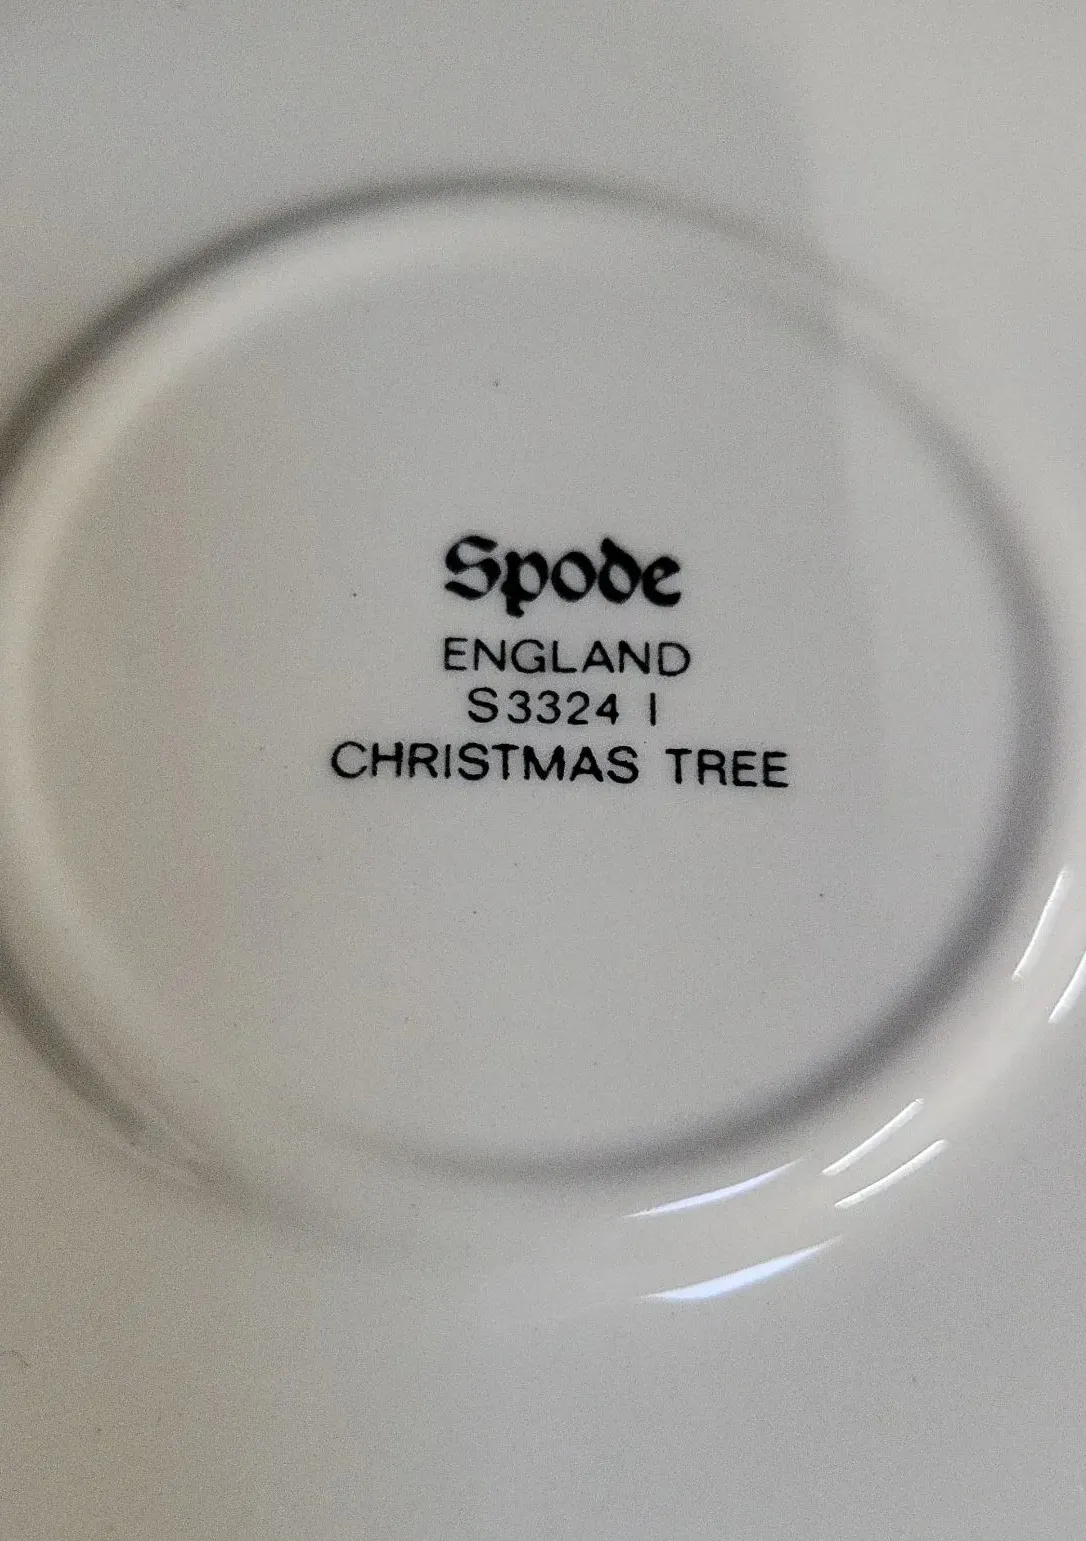 Spode
ENGLAND
S3324 I
CHRISTMAS TREE